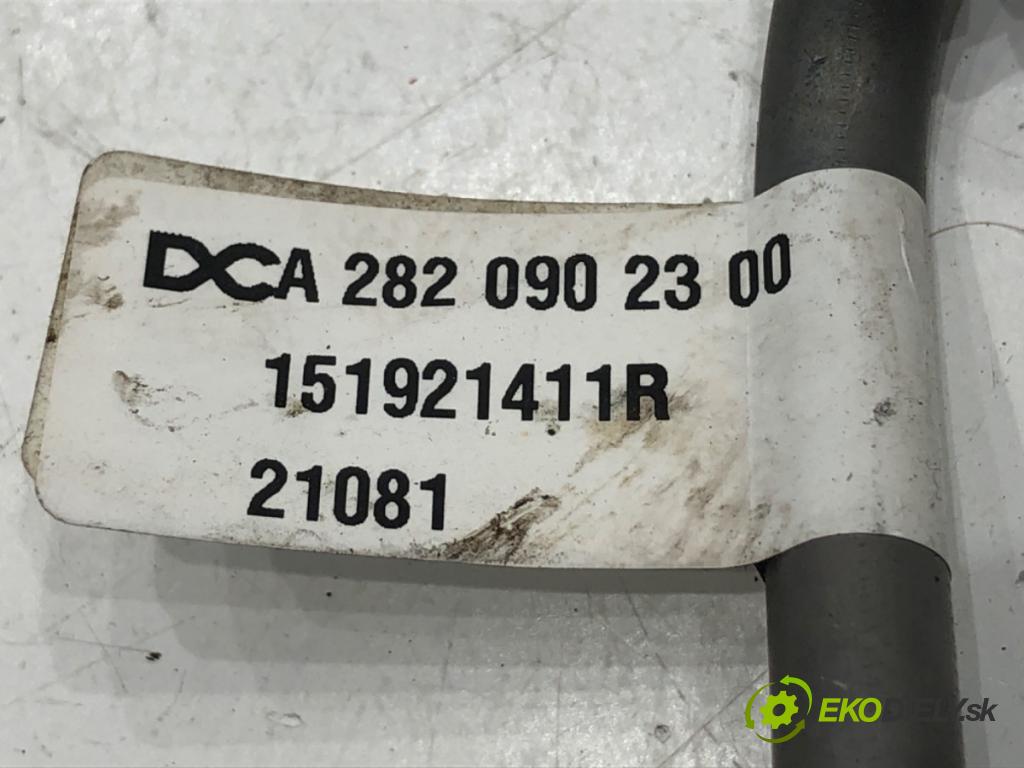 DCA 282 090 23 00
151921411R
21081
EKODIELY.sk